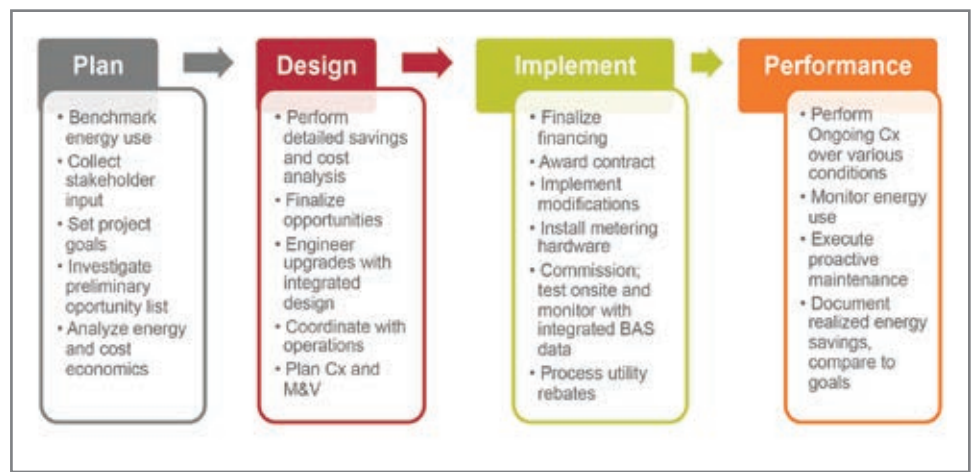 Plan
• Benchmark
energy use
• Collect
stakeholder
input
• Set project
goals
• Investigate
preliminary
oportunity list
• Analyze energy
and cost
economics
Design
• Perform
detailed savings
and cost
analysis
• Finalize
opportunities
• Engineer
upgrades with
integrated
design
• Coordinate with
operations
• Plan Cx and
M&V
Implement
• Finalize
financing
• Award contract
• Implement
modifications
• Install metering
hardware
• Commission;
test onsite and
monitor with
integrated BAS
data
• Process utility
rebates
Performance
• Perform
Ongoing Cx
over various
conditions
• Monitor energy
use
• Execute
proactive
maintenance
• Document
realized energy
savings,
compare to
goals